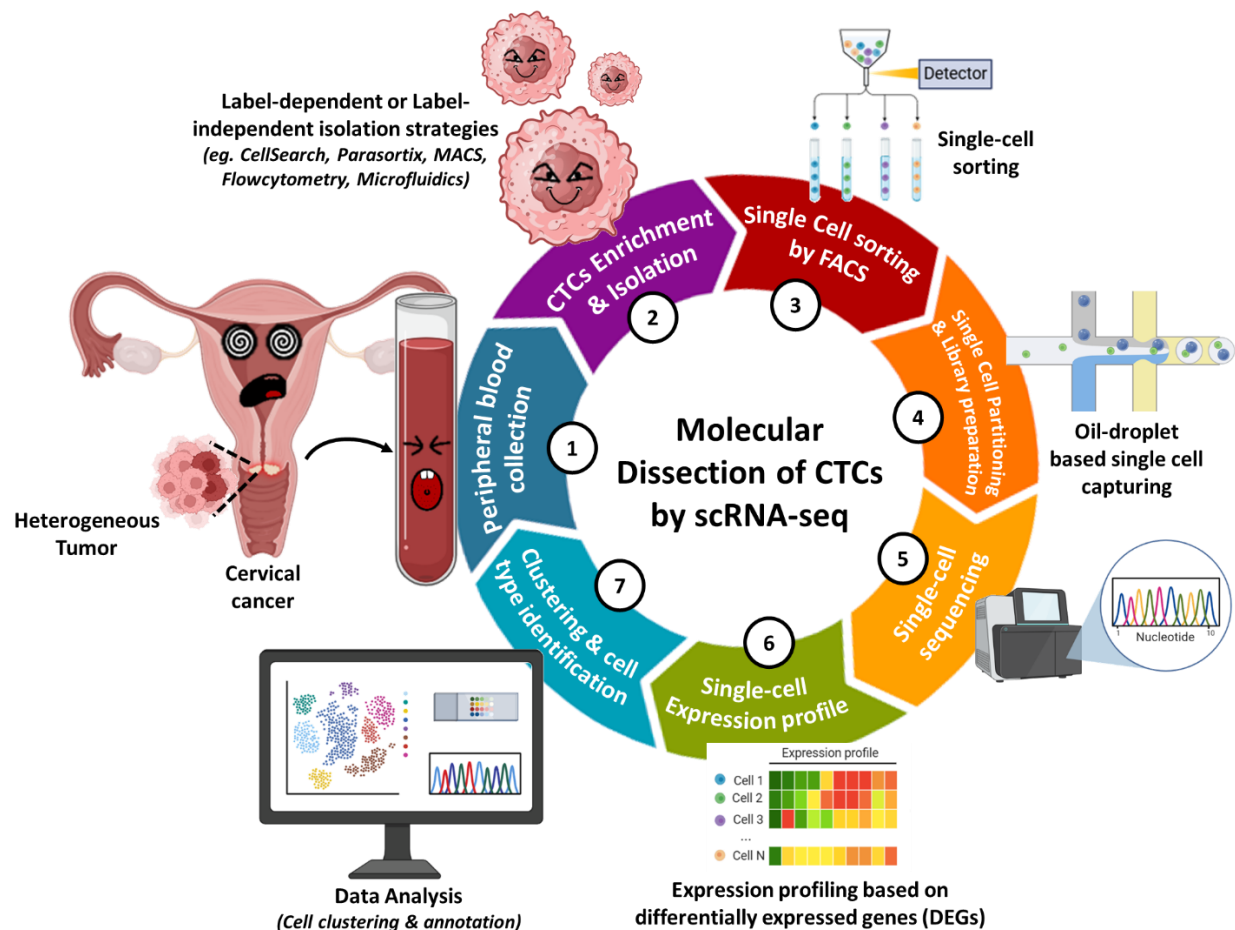 Label-dependent or Label-
independent isolation strategies
(eg. CellSearch, Parasortix, MACS,
Flowcytometry, Microfluidics)
Detector
Single-cell
sorting
CTCs Enrichment
& Isolation
2
Single Cell sorting
by FACS
3
Single Cell Partitioning
& Library preparation
4
Oil-droplet
based single cell
capturing
Peripheral blood
collection
1
Molecular
Dissection of CTCs
by scRNA-seq
Heterogeneous
Tumor
Cervical
cancer
Single-cell
sequencing
5
1
Nucleotide
10
Single-cell
Expression profile
6
Clustering & cell
type identification
7
Expression profile
Cell 1
Cell 2
Cell 3
...
Cell N
Expression profiling based on
differentially expressed genes (DEGs)
Data Analysis
(Cell clustering & annotation)